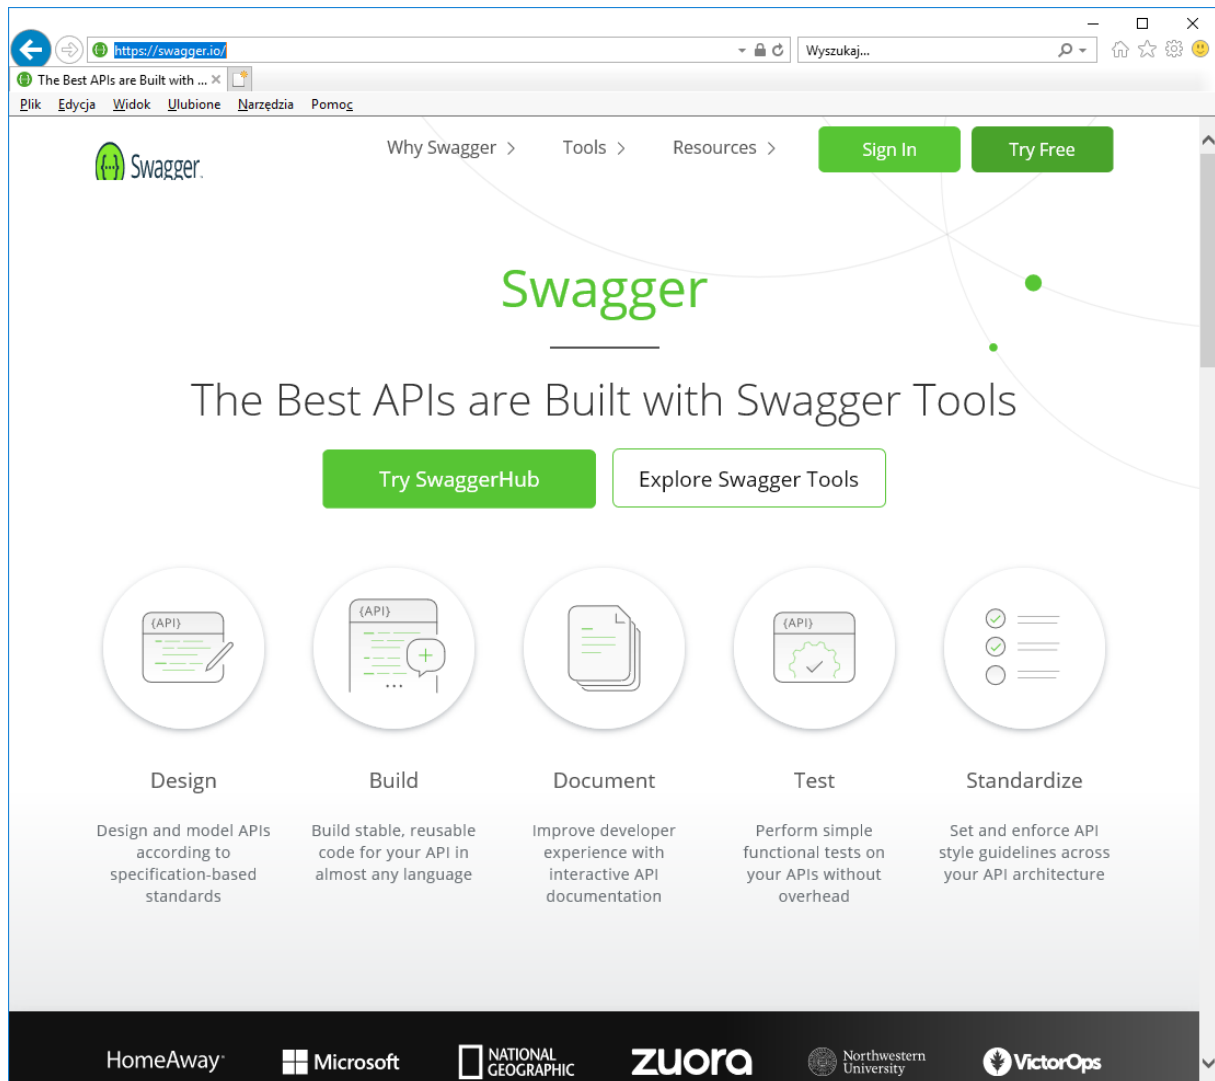 https://swagger.io/
Wyszukaj...
The Best APIs are Built with ...
Plik Edycja Widok Ulubione Narzędzia Pomoc
{--} Swagger.
Why Swagger > Tools > Resources > Sign In Try Free
Swagger
The Best APIs are Built with Swagger Tools
Try SwaggerHub Explore Swagger Tools
{API}
{API}
{API}
Design
Build
Document
Test
Standardize
Design and model APIs
according to
specification-based
standards
Build stable, reusable
code for your API in
almost any language
Improve developer
experience with
interactive API
documentation
Perform simple
functional tests on
your APIs without
overhead
Set and enforce API
style guidelines across
your API architecture
HomeAway
Microsoft
NATIONAL
GEOGRAPHIC
zuora
Northwestern
University
VictorOps